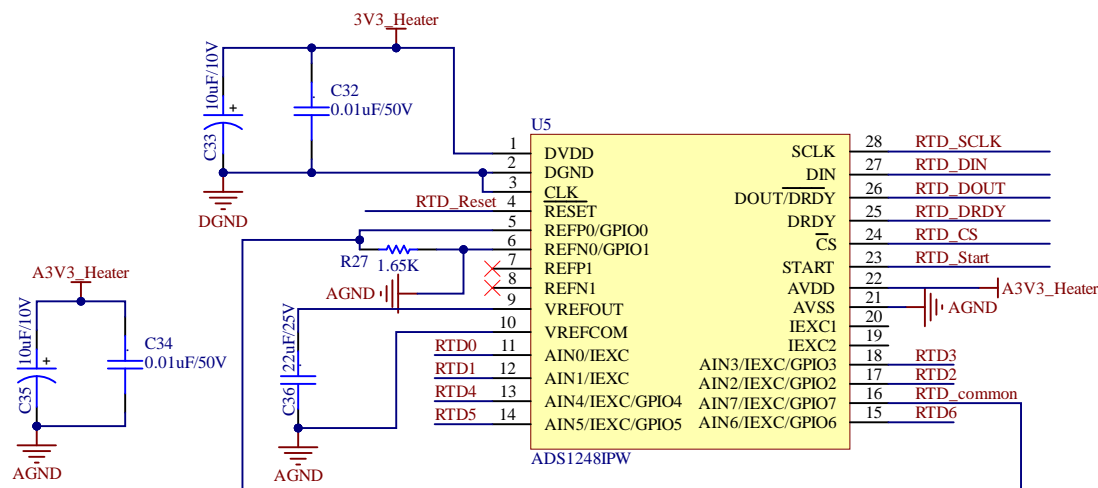 3V3_Heater
10uF/10V
C33
C32
0.01uF/50V
DGND
U5
1
2
3
4
5
6
7
8
9
10
11
12
13
14
DVDD
DGND
CLK
RESET
REFP0/GPIO0
REFN0/GPIO1
REFP1
REFN1
VREFOUT
VREFCOM
AIN0/IEXC
AIN1/IEXC
AIN4/IEXC/GPIO4
AIN5/IEXC/GPIO5
SCLK
DIN
DOUT/DRDY
DRDY
CS
START
AVDD
AVSS
IEXC1
IEXC2
AIN3/IEXC/GPIO3
AIN2/IEXC/GPIO2
AIN7/IEXC/GPIO7
AIN6/IEXC/GPIO6
28
27
26
25
24
23
22
21
20
19
18
17
16
15
RTD_SCLK
RTD_DIN
RTD_DOUT
RTD_DRDY
RTD_CS
RTD_Start
A3V3_Heater
AGND
RTD3
RTD2
RTD_common
RTD6
ADS1248IPW
RTD_Reset
R27
1.65K
AGND
22uF/25V
C36
AGND
RTD0
RTD1
RTD4
RTD5
A3V3_Heater
10uF/10V
C35
C34
0.01uF/50V
AGND